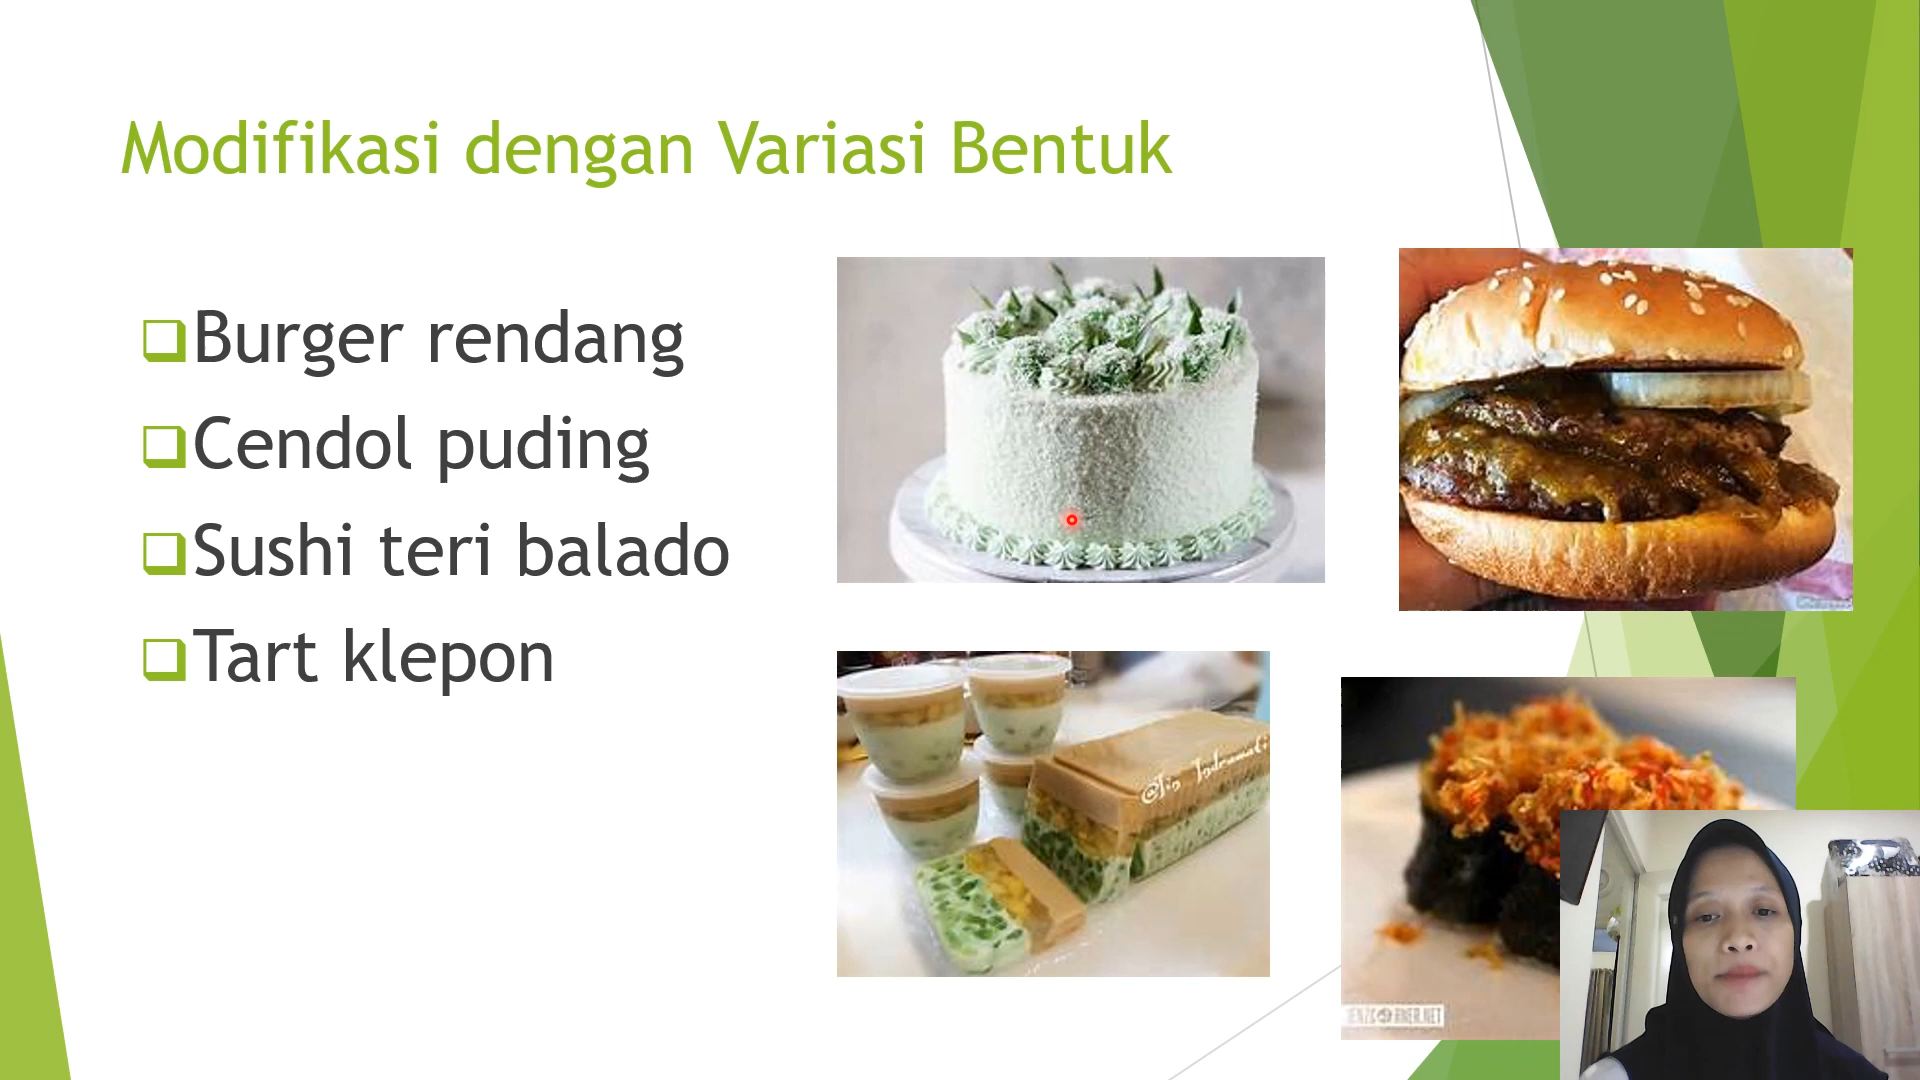 Modifikasi dengan Variasi Bentuk
Burger rendang
Cendol puding
Sushi teri balado
Tart klepon